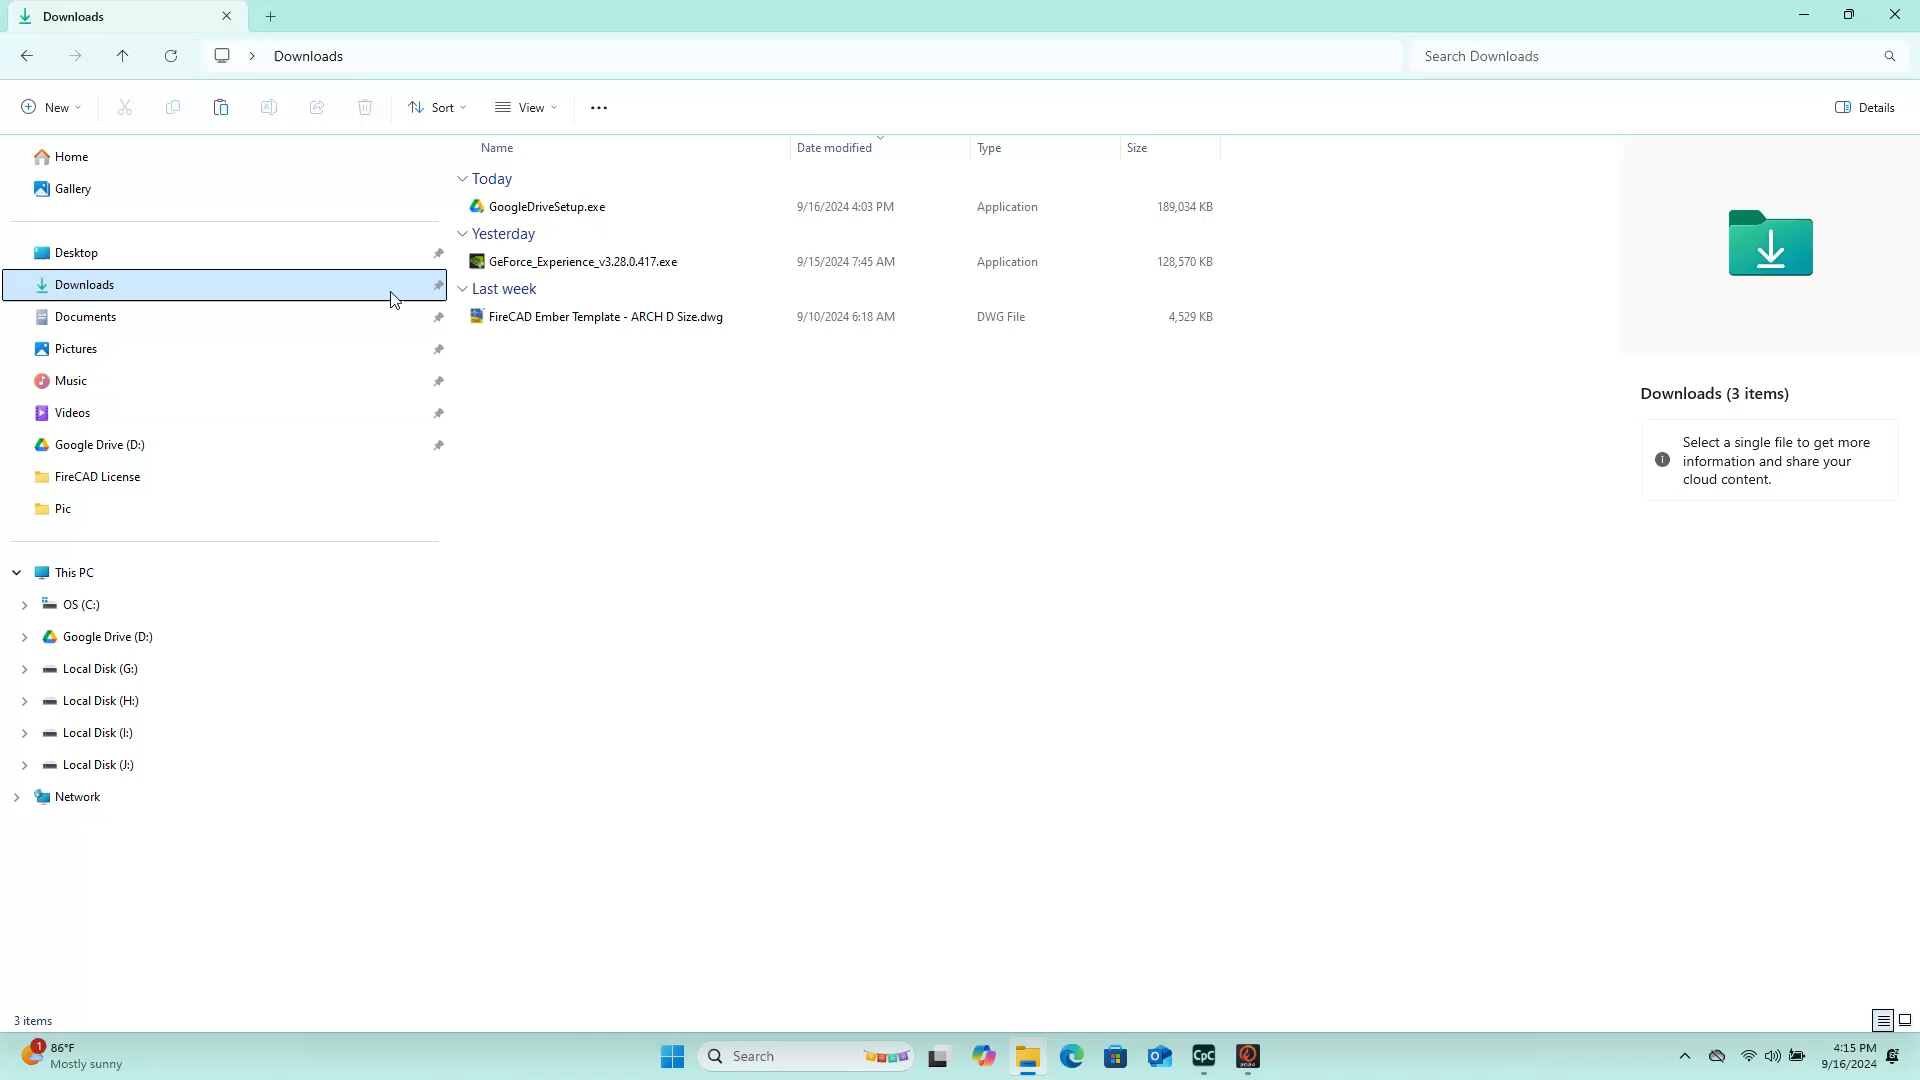 Downloads
Downloads
Search Downloads
New
Sort
View
Details
Home
Gallery
Desktop
Downloads
Documents
Pictures
Music
Videos
Google Drive (D:)
FireCAD License
Pic
This PC
OS (C:)
Google Drive (D:)
Local Disk (G:)
Local Disk (H:)
Local Disk (I:)
Local Disk (J:)
Network
Name Date modified Type Size
Today
GoogleDriveSetup.exe 9/16/2024 4:03 PM Application 189,034 KB
Yesterday
GeForce_Experience_v3.28.0.417.exe 9/15/2024 7:45 AM Application 128,570 KB
Last week
FireCAD Ember Template - ARCH D Size.dwg 9/10/2024 6:18 AM DWG File 4,529 KB
Downloads (3 items)
Select a single file to get more
information and share your
cloud content.
3 items
1
86°F
Mostly sunny
Search
CpC
4:15 PM
9/16/2024